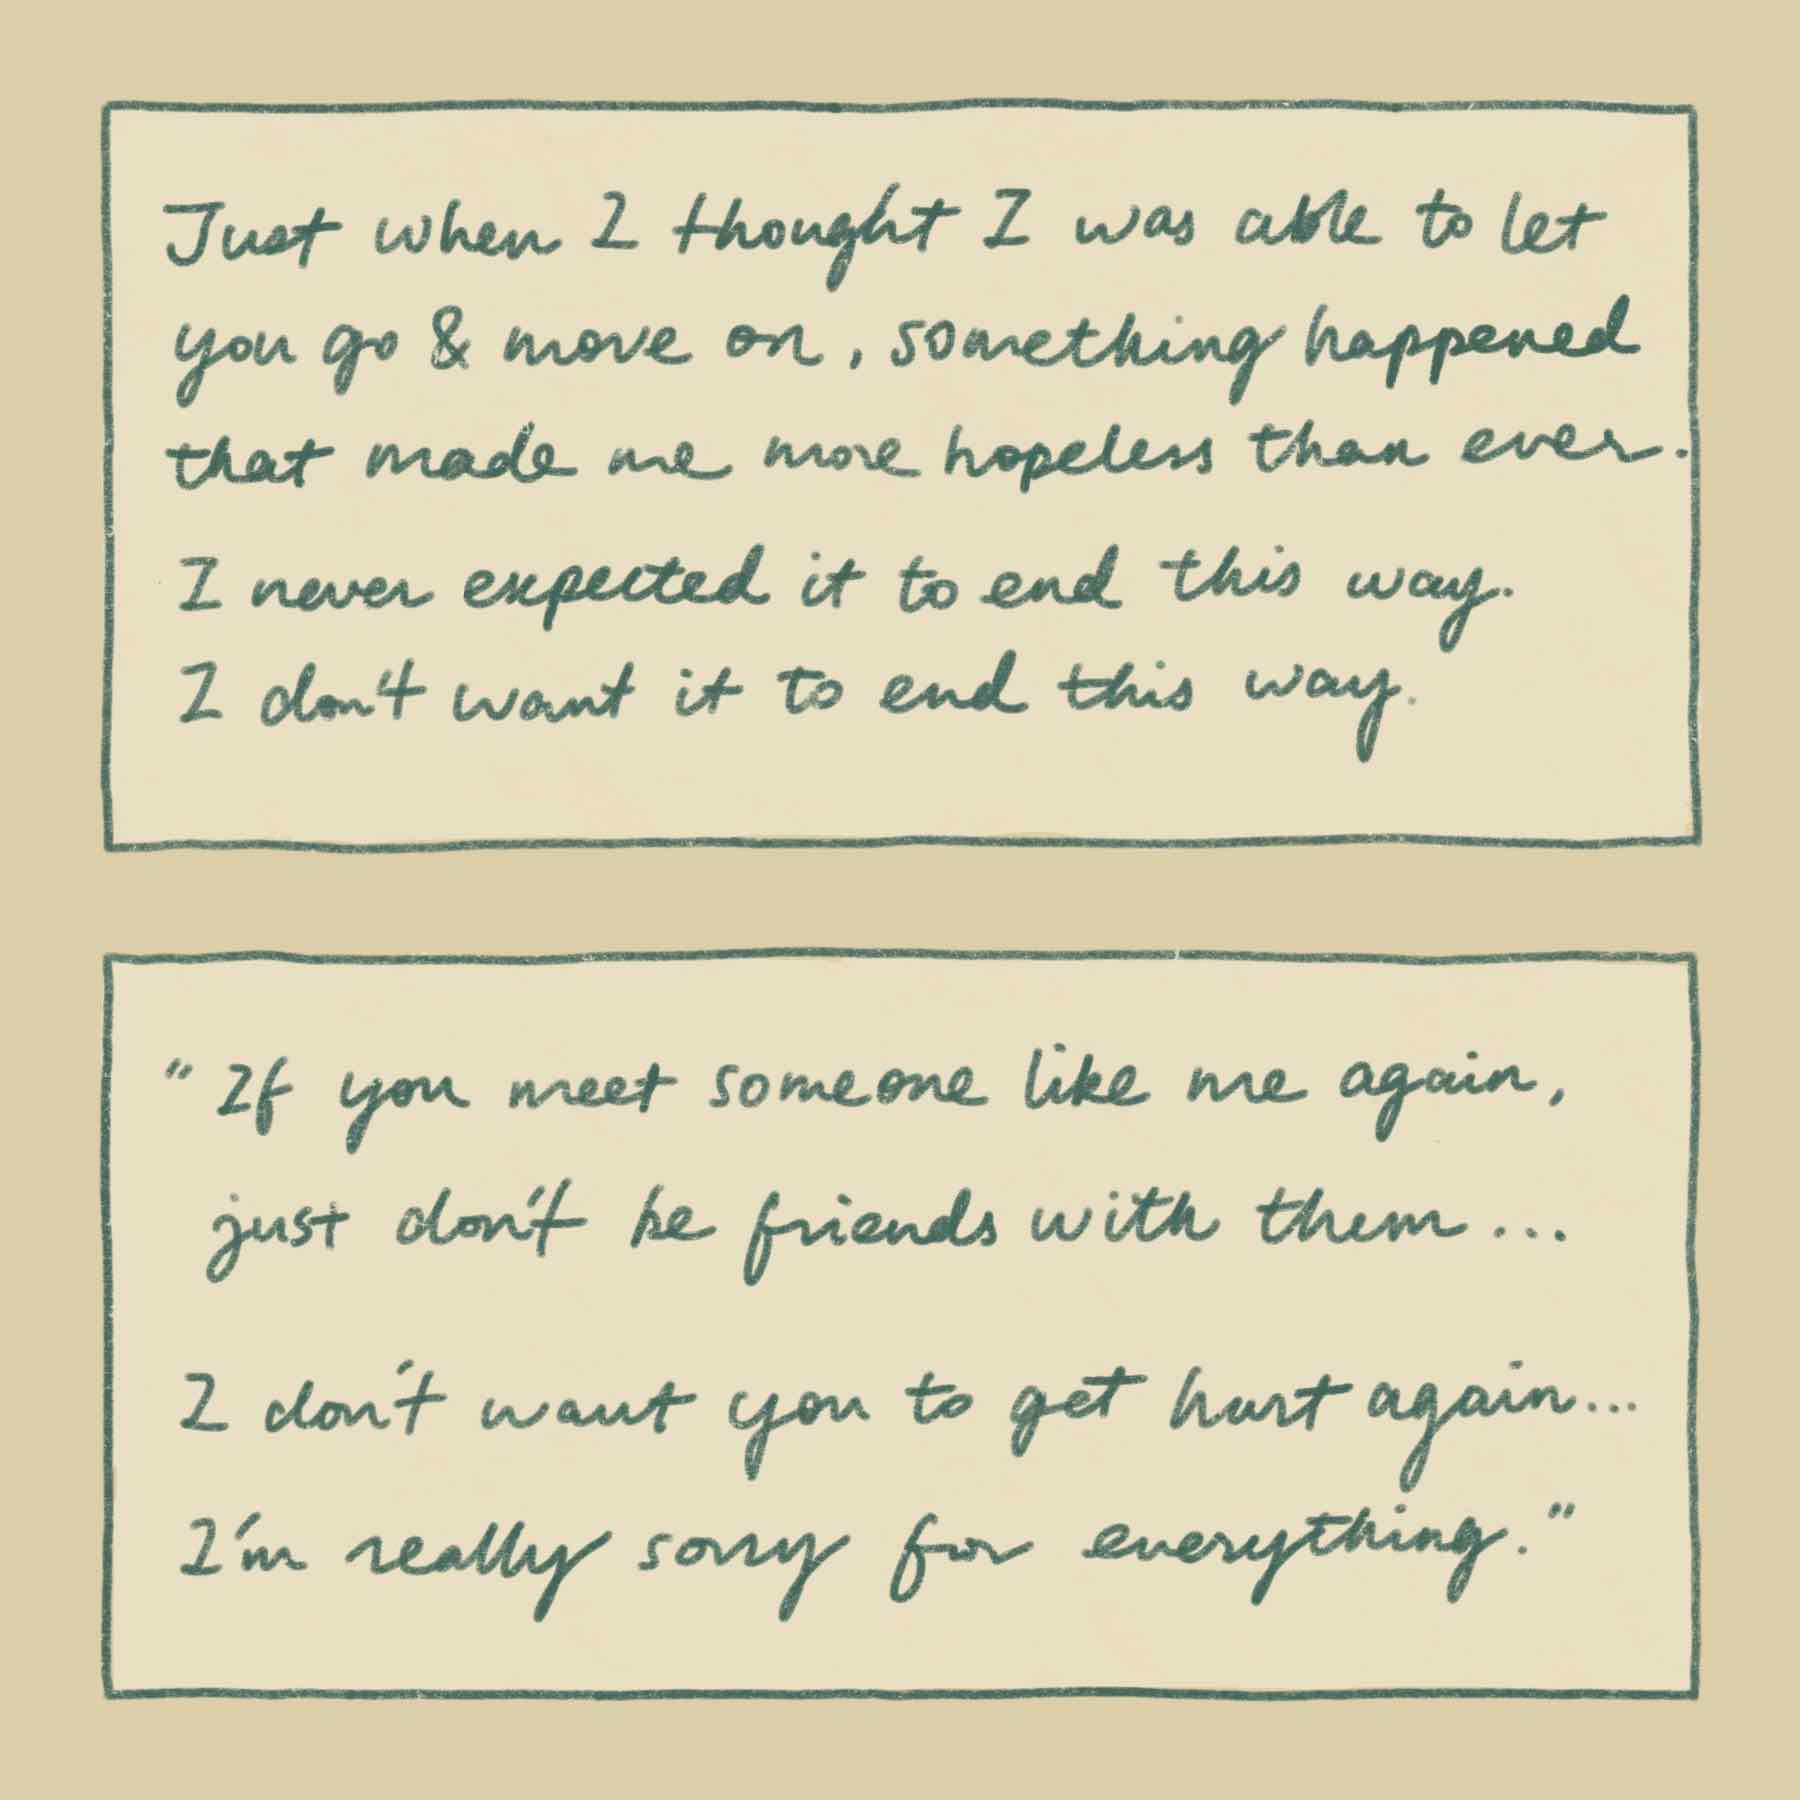 Just when I thought I was able to let
you go & move on, something happened
that made me more hopeless than ever.
I never expected it to end this way.
I don't want it to end this way.
"If you meet someone like me again,
just don't be friends with them...
I don't want you to get hurt again...
I'm really sorry for everything."